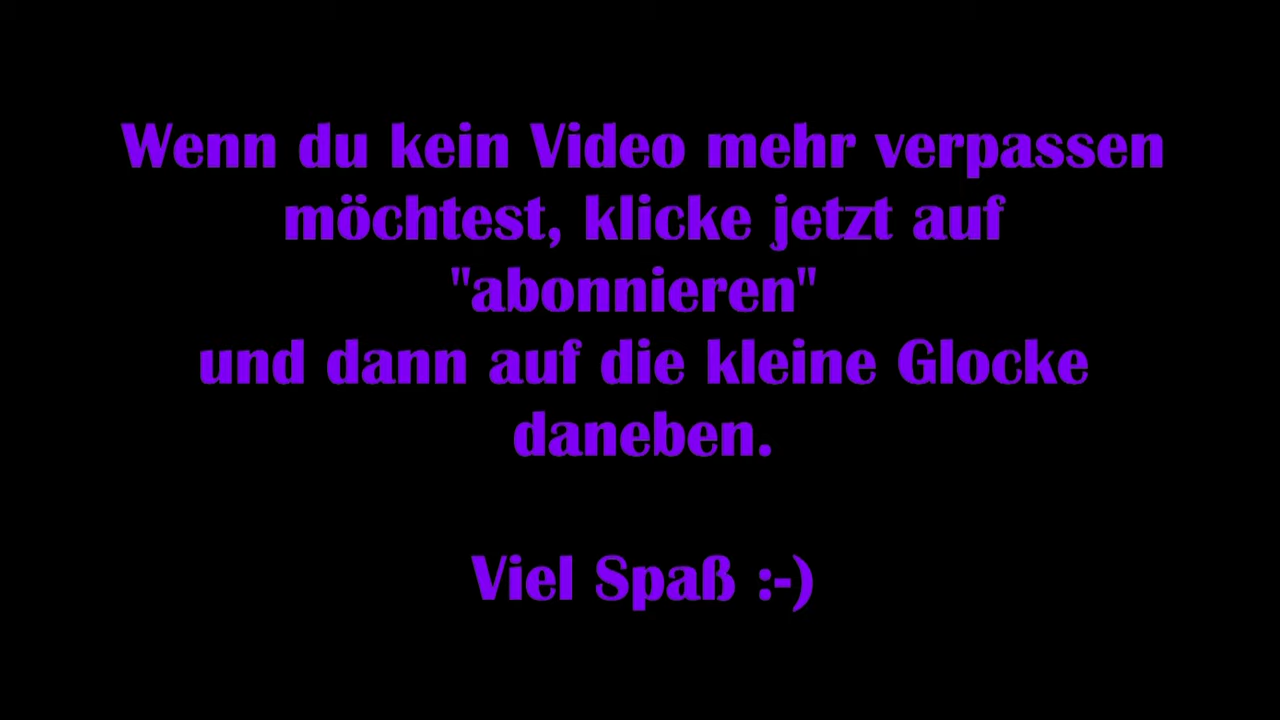 Wenn du kein Video mehr verpassen
möchtest, klicke jetzt auf
"abonnieren"
und dann auf die kleine Glocke
daneben.
Viel Spaß :-)